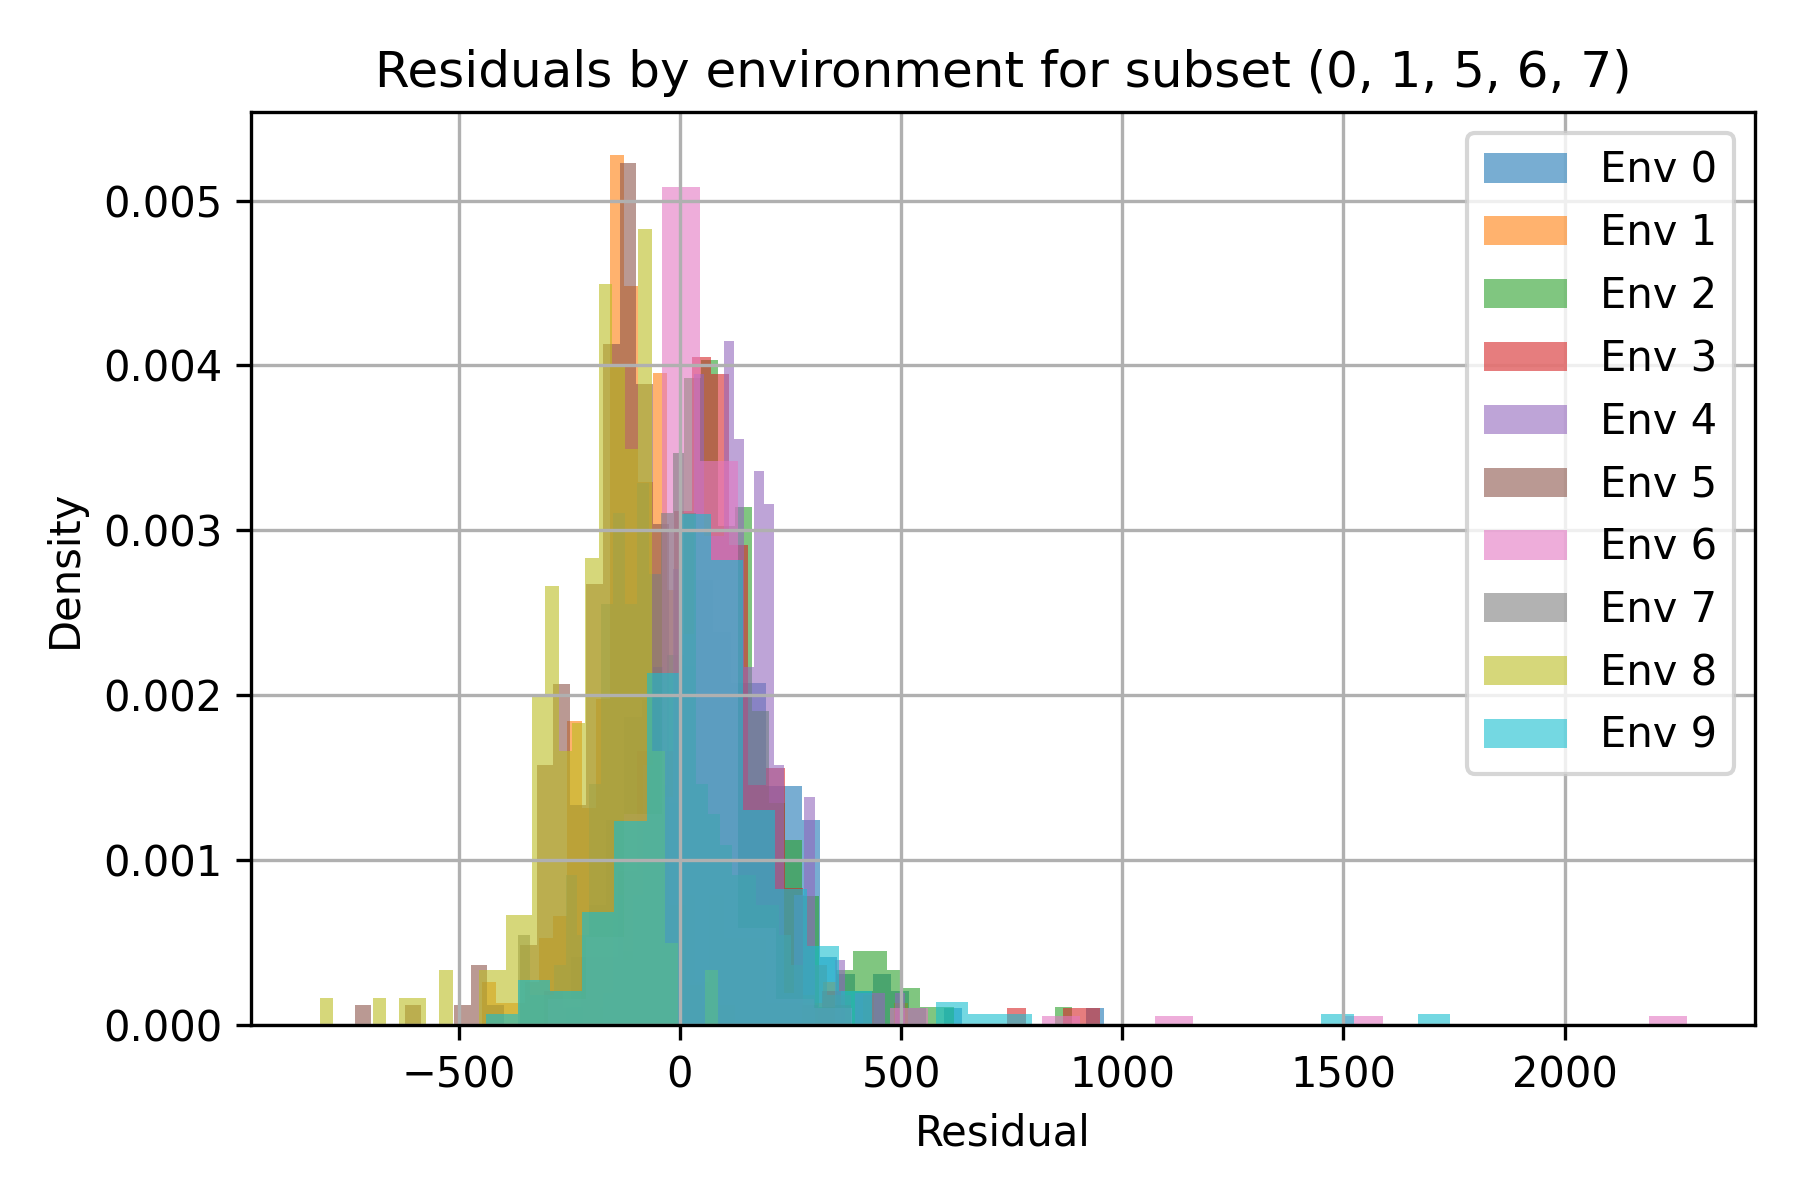 Residuals by environment for subset (0, 1, 5, 6, 7)
Density
0.005
0.004
0.003
0.002
0.001
0.000
−500
0
500
1000
1500
2000
Residual
Env 0
Env 1
Env 2
Env 3
Env 4
Env 5
Env 6
Env 7
Env 8
Env 9